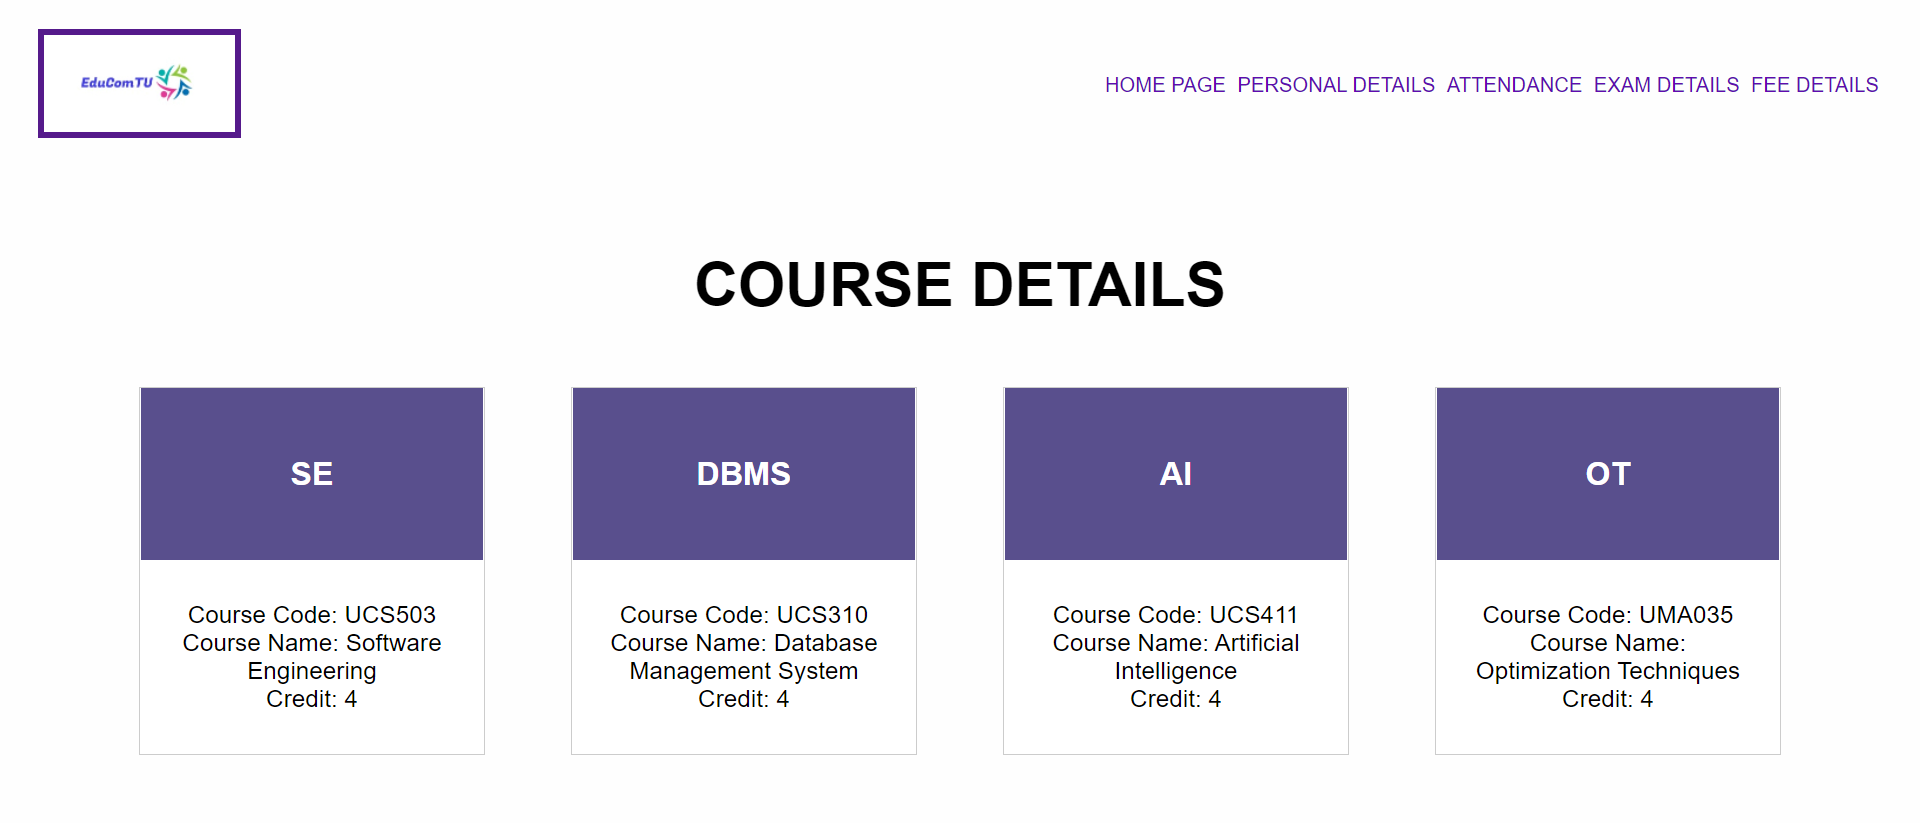 EduComTU
HOME PAGE PERSONAL DETAILS ATTENDANCE EXAM DETAILS FEE DETAILS
COURSE DETAILS
SE
Course Code: UCS503
Course Name: Software
Engineering
Credit: 4
DBMS
Course Code: UCS310
Course Name: Database
Management System
Credit: 4
AI
Course Code: UCS411
Course Name: Artificial
Intelligence
Credit: 4
OT
Course Code: UMA035
Course Name:
Optimization Techniques
Credit: 4